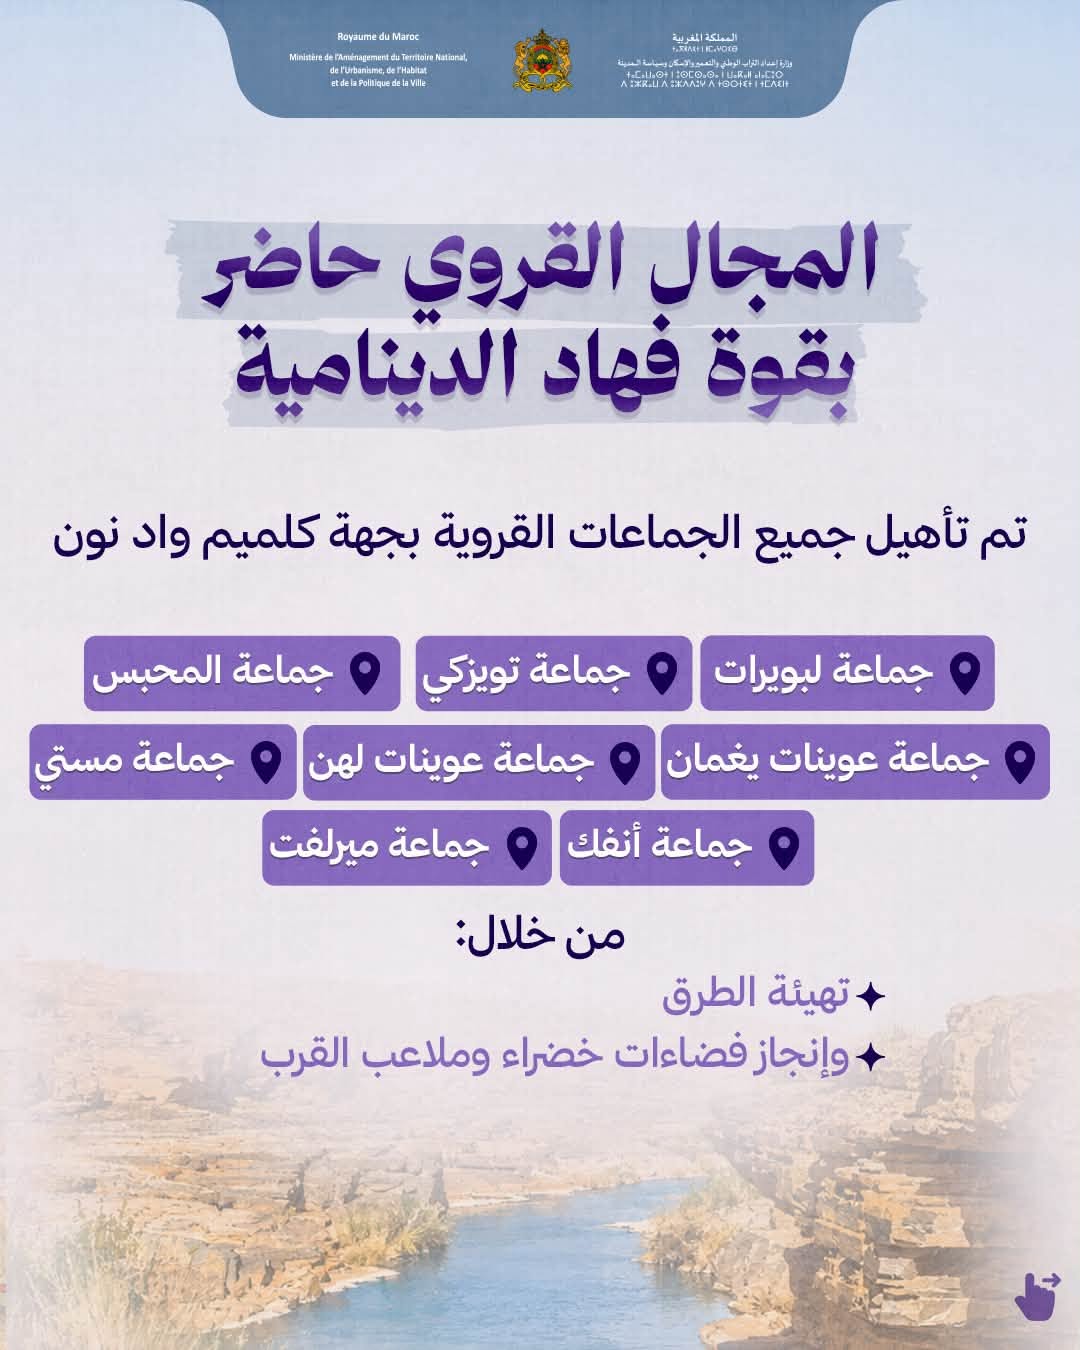 Royaume du Maroc
Ministère de l'Aménagement du Territoire National,
de l'Urbanisme, de l'Habitat
et de la Politique de la Ville
المملكة المغربية
ⵜⴰⴳⵍⴷⵉⵜ ⵏ ⵍⵎⵖⵔⵉⴱ
وزارة إعداد التراب الوطني والتعمير والإسكان وسياسة المدينة
المجال القروي حاضر
بقوة فهاد الدينامية
تم تأهيل جميع الجماعات القروية بجهة كلميم واد نون
جماعة لبويرات
جماعة تويزكي
جماعة المحبس
جماعة عوينات يغمان
جماعة عوينات لهن
جماعة مستي
جماعة أنفك
جماعة ميرلفت
من خلال:
تهيئة الطرق
وإنجاز فضاءات خضراء وملاعب القرب